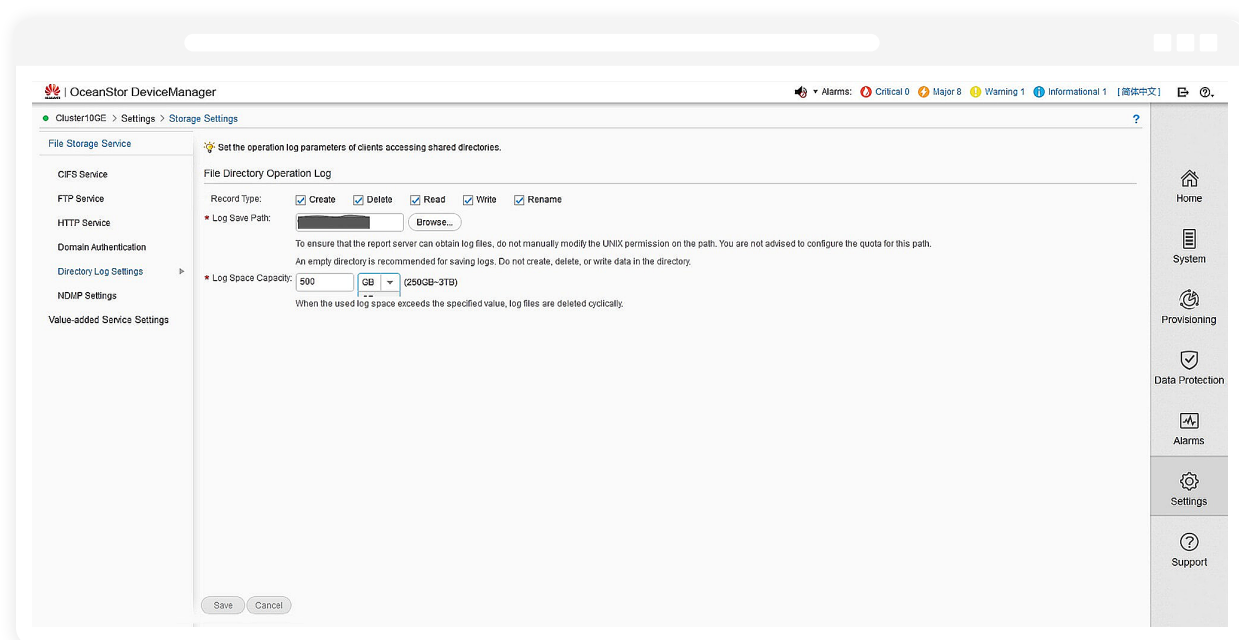 HUAWEI | OceanStor DeviceManager
Alarms: Critical 0 Major 8 Warning 1 Informational 1 [简体中文]
Cluster10GE > Settings > Storage Settings
?
File Storage Service
CIFS Service
FTP Service
HTTP Service
Domain Authentication
Directory Log Settings
NDMP Settings
Value-added Service Settings
Set the operation log parameters of clients accessing shared directories.
File Directory Operation Log
Record Type: Create Delete Read Write Rename
* Log Save Path: Browse...
To ensure that the report server can obtain log files, do not manually modify the UNIX permission on the path. You are not advised to configure the quota for this path.
An empty directory is recommended for saving logs. Do not create, delete, or write data in the directory.
* Log Space Capacity: 500 GB (250GB~3TB)
When the used log space exceeds the specified value, log files are deleted cyclically.
Save Cancel
Home
System
Provisioning
Data Protection
Alarms
Settings
Support